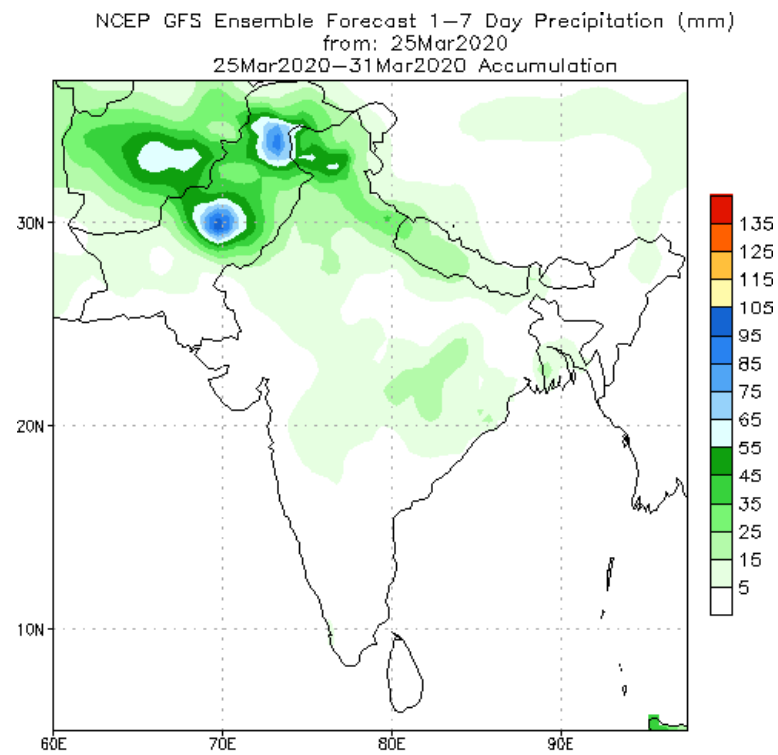 NCEP GFS Ensemble Forecast 1–7 Day Precipitation (mm)
from: 25Mar2020
25Mar2020–31Mar2020 Accumulation
30N
20N
10N
60E
70E
80E
90E
135
125
115
105
95
85
75
65
55
45
35
25
15
5